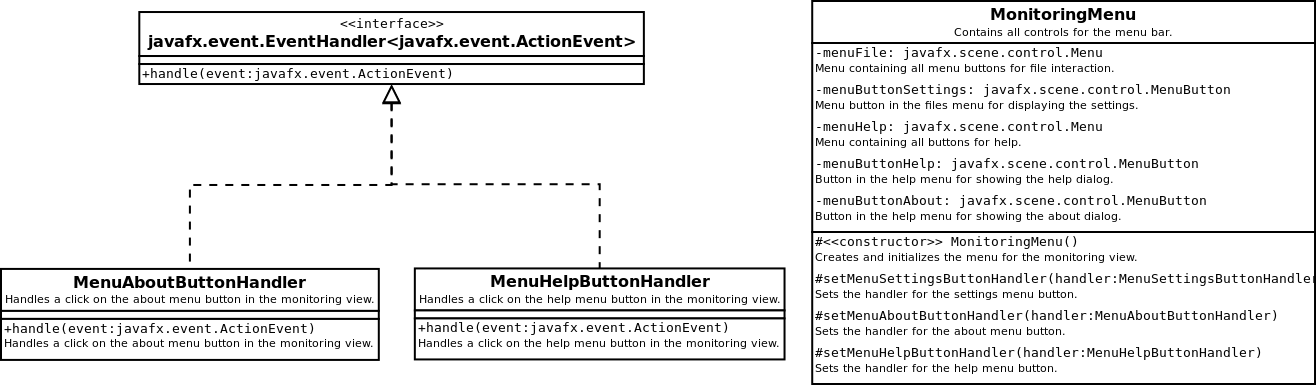 <<interface>>
javafx.event.EventHandler<javafx.event.ActionEvent>
+handle(event:javafx.event.ActionEvent)
MenuAboutButtonHandler
Handles a click on the about menu button in the monitoring view.
+handle(event:javafx.event.ActionEvent)
Handles a click on the about menu button in the monitoring view.
MenuHelpButtonHandler
Handles a click on the help menu button in the monitoring view.
+handle(event:javafx.event.ActionEvent)
Handles a click on the help menu button in the monitoring view.
MonitoringMenu
Contains all controls for the menu bar.
-menuFile: javafx.scene.control.Menu
Menu containing all menu buttons for file interaction.
-menuButtonSettings: javafx.scene.control.MenuButton
Menu button in the files menu for displaying the settings.
-menuHelp: javafx.scene.control.Menu
Menu containing all buttons for help.
-menuButtonHelp: javafx.scene.control.MenuButton
Button in the help menu for showing the help dialog.
-menuButtonAbout: javafx.scene.control.MenuButton
Button in the help menu for showing the about dialog.
#<<constructor>> MonitoringMenu()
Creates and initializes the menu for the monitoring view.
#setMenuSettingsButtonHandler(handler:MenuSettingsButtonHandler
Sets the handler for the settings menu button.
#setMenuAboutButtonHandler(handler:MenuAboutButtonHandler)
Sets the handler for the about menu button.
#setMenuHelpButtonHandler(handler:MenuHelpButtonHandler)
Sets the handler for the help menu button.